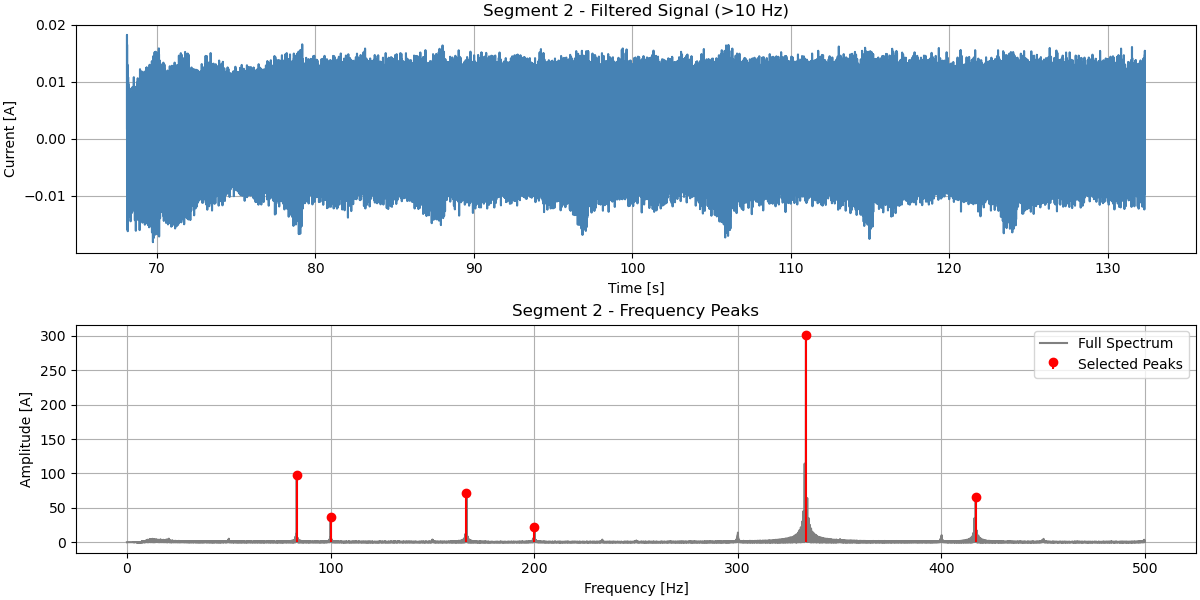 Segment 2 - Filtered Signal (>10 Hz)
0.02
0.01
0.00
−0.01
Current [A]
70 80 90 100 110 120 130
Time [s]
Segment 2 - Frequency Peaks
300
250
200
150
100
50
0
Amplitude [A]
Full Spectrum
Selected Peaks
0 100 200 300 400 500
Frequency [Hz]